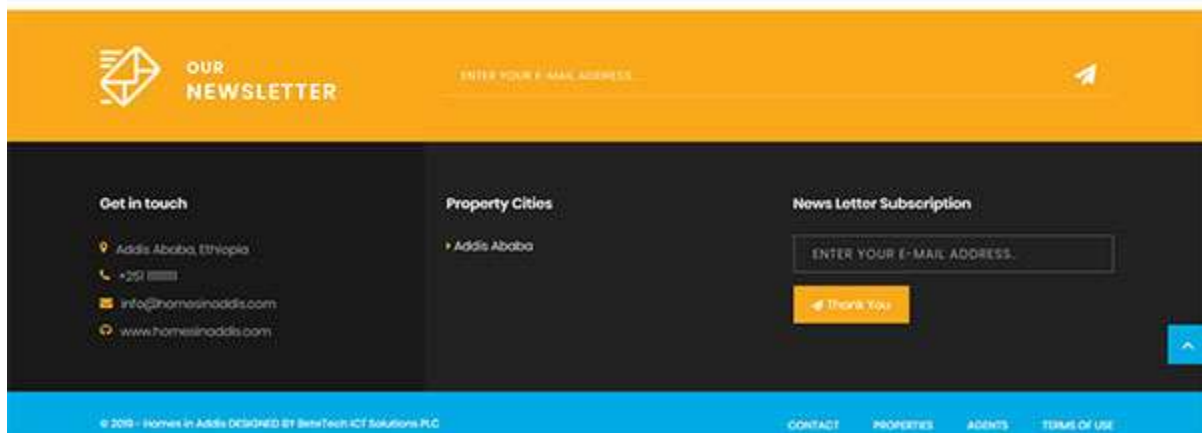 OUR
NEWSLETTER
ENTER YOUR E-MAIL ADDRESS...
Get in touch
Addis Ababa, Ethiopia
+251
info@homesinaddis.com
www.homesinaddis.com
Property Cities
Addis Ababa
News Letter Subscription
ENTER YOUR E-MAIL ADDRESS..
Thank You
© 2019 - Homes in Addis DESIGNED BY BeteTech ICT Solutions PLC
CONTACT PROPERTIES AGENTS TERMS OF USE